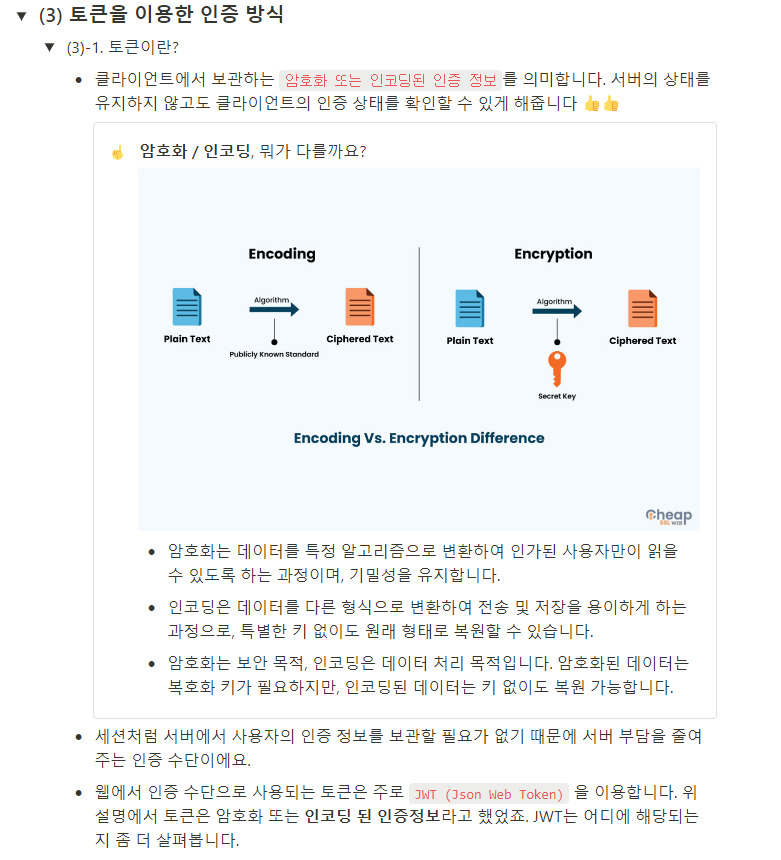 ▼ (3) 토큰을 이용한 인증 방식
▼ (3)-1. 토큰이란?
• 클라이언트에서 보관하는 암호화 또는 인코딩된 인증 정보를 의미합니다. 서버의 상태를
유지하지 않고도 클라이언트의 인증 상태를 확인할 수 있게 해줍니다 👍👍
☝ 암호화 / 인코딩, 뭐가 다를까요?
Encoding
Plain Text
Algorithm
Publicly Known Standard
Ciphered Text
Encryption
Plain Text
Algorithm
Secret Key
Ciphered Text
Encoding Vs. Encryption Difference
Cheap
SSL WEB
• 암호화는 데이터를 특정 알고리즘으로 변환하여 인가된 사용자만이 읽을
수 있도록 하는 과정이며, 기밀성을 유지합니다.
• 인코딩은 데이터를 다른 형식으로 변환하여 전송 및 저장을 용이하게 하는
과정으로, 특별한 키 없이도 원래 형태로 복원할 수 있습니다.
• 암호화는 보안 목적, 인코딩은 데이터 처리 목적입니다. 암호화된 데이터는
복호화 키가 필요하지만, 인코딩된 데이터는 키 없이도 복원 가능합니다.
• 세션처럼 서버에서 사용자의 인증 정보를 보관할 필요가 없기 때문에 서버 부담을 줄여
주는 인증 수단이에요.
• 웹에서 인증 수단으로 사용되는 토큰은 주로 JWT (Json Web Token) 을 이용합니다. 위
설명에서 토큰은 암호화 또는 인코딩 된 인증정보라고 했었죠. JWT는 어디에 해당되는
지 좀 더 살펴봅니다.